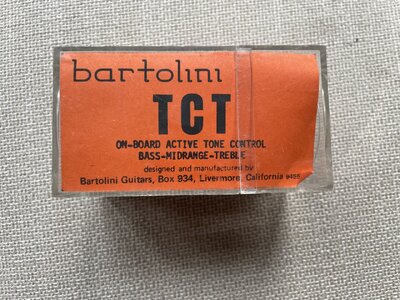 bartolini
TCT
ON-BOARD ACTIVE TONE CONTROL
BASS-MIDRANGE-TREBLE
designed and manufactured by
Bartolini Guitars, Box 934, Livermore, California